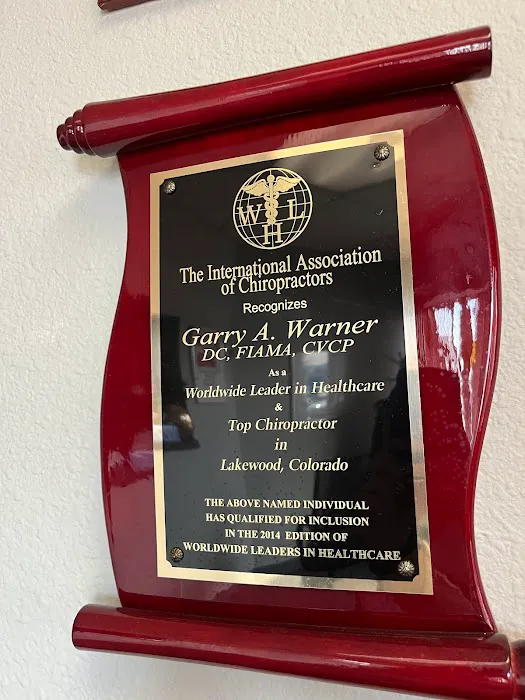 W H L
The International Association
of Chiropractors
Recognizes
Garry A. Warner
DC, FIAMA, CVCP
As a
Worldwide Leader in Healthcare
&
Top Chiropractor
in
Lakewood, Colorado
THE ABOVE NAMED INDIVIDUAL
HAS QUALIFIED FOR INCLUSION
IN THE 2014 EDITION OF
WORLDWIDE LEADERS IN HEALTHCARE